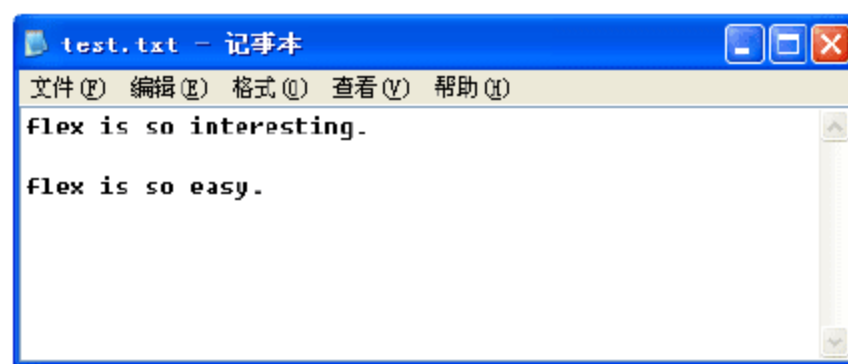 test.txt - 记事本
文件(F) 编辑(E) 格式(O) 查看(V) 帮助(H)
flex is so interesting.
flex is so easy.